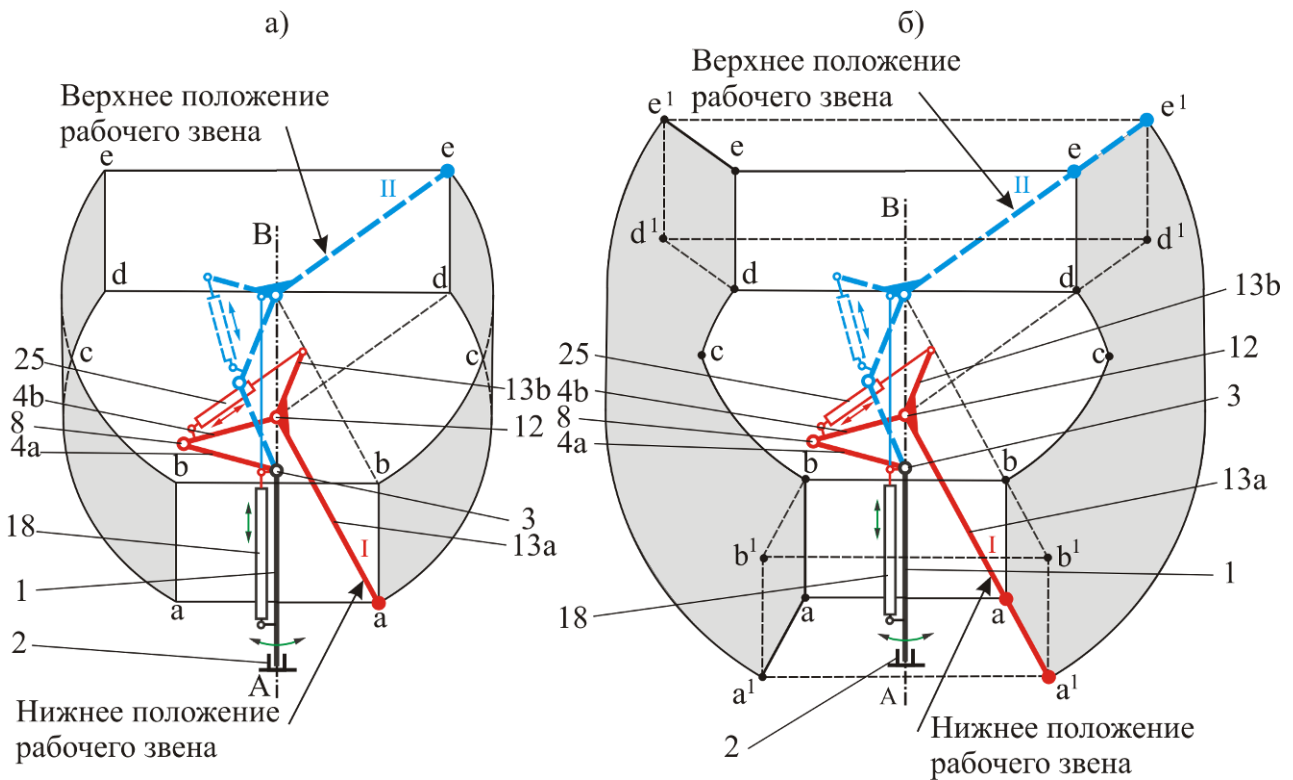 а)
Верхнее положение
рабочего звена
e
e
II
B
d
d
c
c
25
4b
8
4a
13b
12
b
b
3
18
13a
I
1
a
a
2
A
Нижнее положение
рабочего звена
б)
Верхнее положение
рабочего звена
e¹
e¹
e
e
II
B
d¹
d¹
d
d
13b
c
c
25
12
4b
8
3
4a
b
b
13a
I
b¹
b¹
1
18
a
a
a¹
a¹
A
2
Нижнее положение
рабочего звена